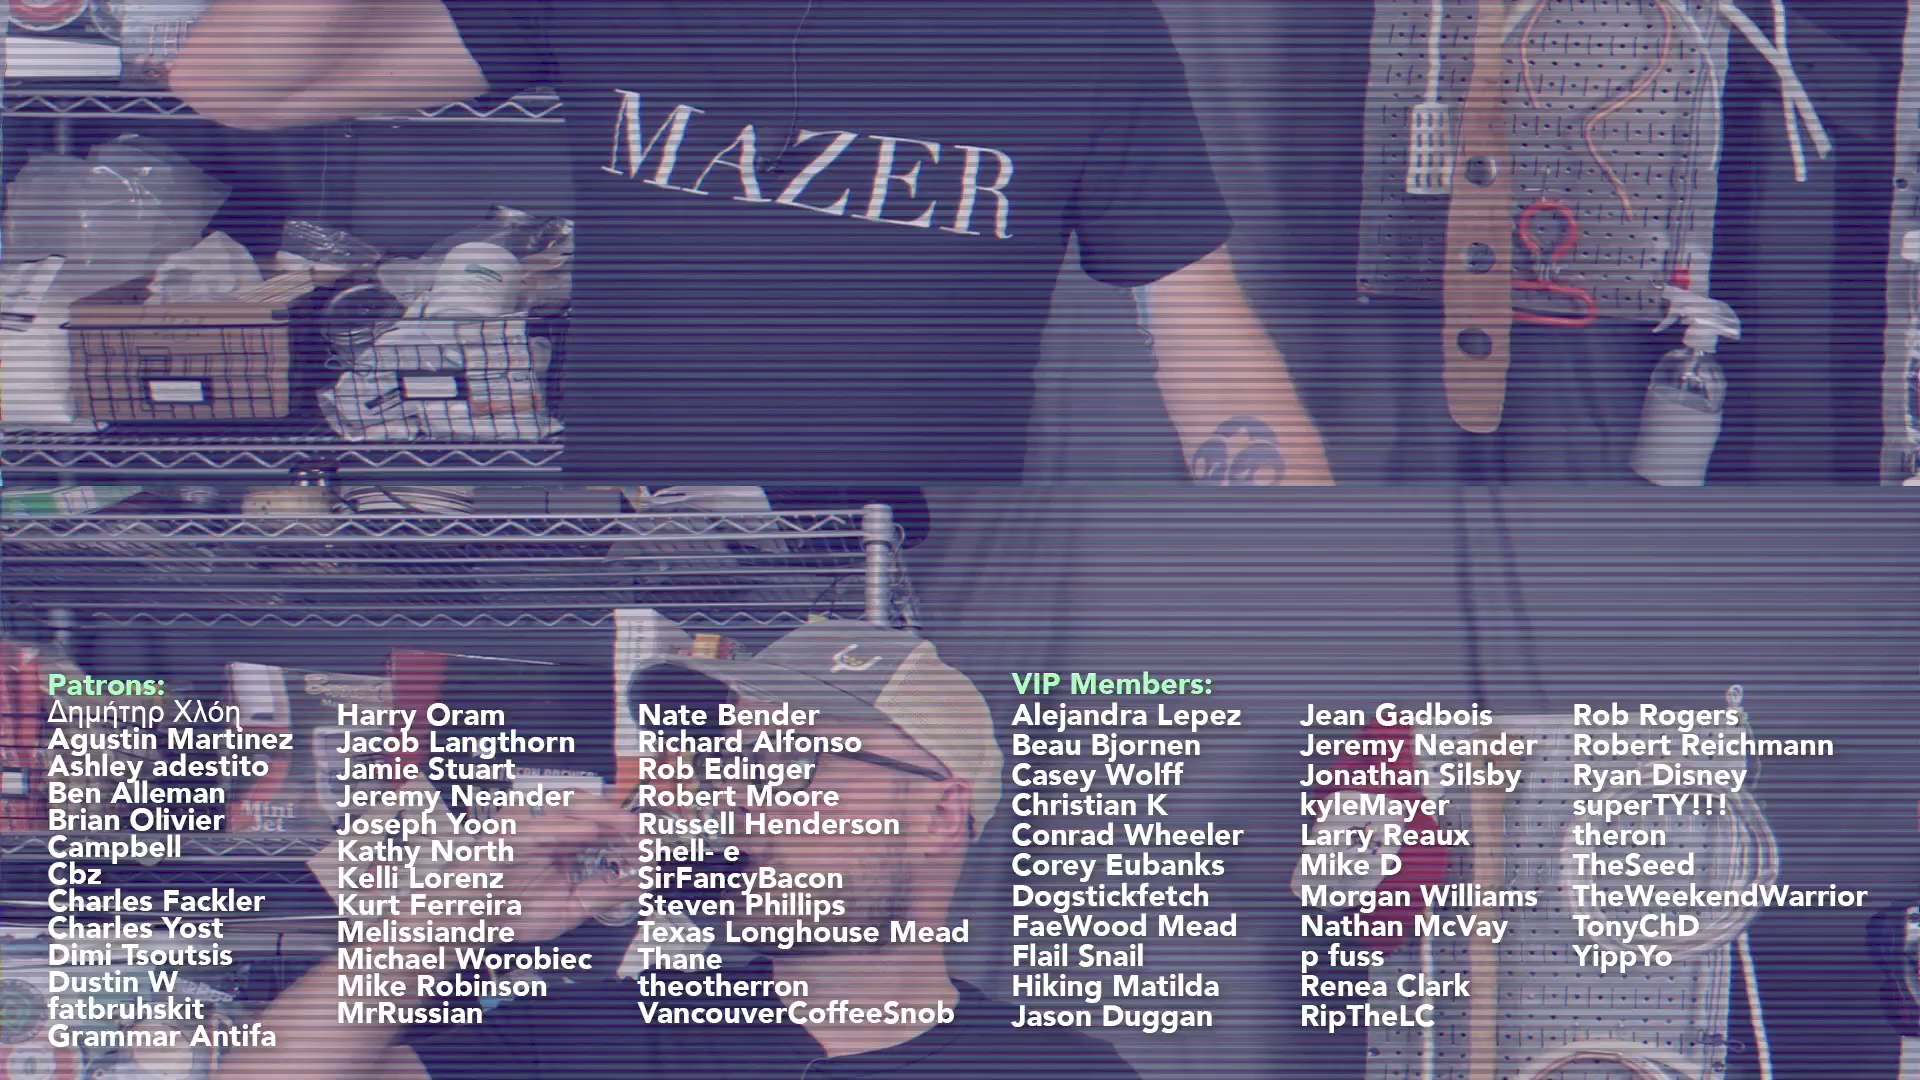 MAZER
Patrons:
Δημήτηρ Χλόη
Agustin Martinez
Ashley adestito
Ben Alleman
Brian Olivier
Campbell
Cbz
Charles Fackler
Charles Yost
Dimi Tsoutsis
Dustin W
fatbruhskit
Grammar Antifa
Harry Oram
Jacob Langthorn
Jamie Stuart
Jeremy Neander
Joseph Yoon
Kathy North
Kelli Lorenz
Kurt Ferreira
Melissiandre
Michael Worobiec
Mike Robinson
MrRussian
Nate Bender
Richard Alfonso
Rob Edinger
Robert Moore
Russell Henderson
Shell- e
SirFancyBacon
Steven Phillips
Texas Longhouse Mead
Thane
theotherron
VancouverCoffeeSnob
VIP Members:
Alejandra Lepez
Beau Bjornen
Casey Wolff
Christian K
Conrad Wheeler
Corey Eubanks
Dogstickfetch
FaeWood Mead
Flail Snail
Hiking Matilda
Jason Duggan
Jean Gadbois
Jeremy Neander
Jonathan Silsby
kyleMayer
Larry Reaux
Mike D
Morgan Williams
Nathan McVay
p fuss
Renea Clark
RipTheLC
Rob Rogers
Robert Reichmann
Ryan Disney
superTY!!!
theron
TheSeed
TheWeekendWarrior
TonyChD
YippYo
Mini
Jet